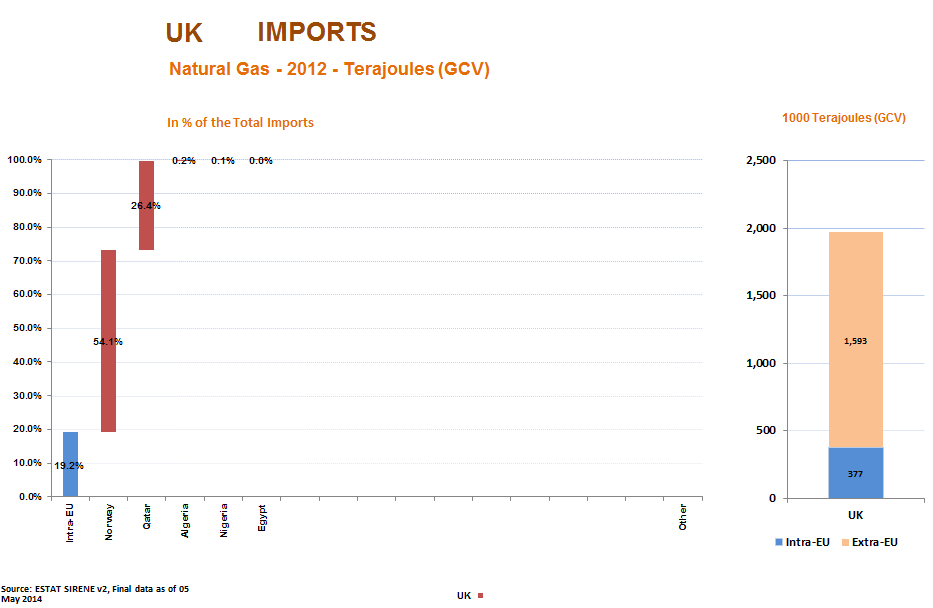 UK IMPORTS
Natural Gas - 2012 - Terajoules (GCV)
In % of the Total Imports
100.0%
90.0%
80.0%
70.0%
60.0%
50.0%
40.0%
30.0%
20.0%
10.0%
0.0%
19.2%
54.1%
26.4%
0.2%
0.1%
0.0%
Intra-EU
Norway
Qatar
Algeria
Nigeria
Egypt
Other
1000 Terajoules (GCV)
2,500
2,000
1,500
1,000
500
0
1,593
377
UK
Intra-EU
Extra-EU
Source: ESTAT SIRENE v2, Final data as of 05
May 2014
UK